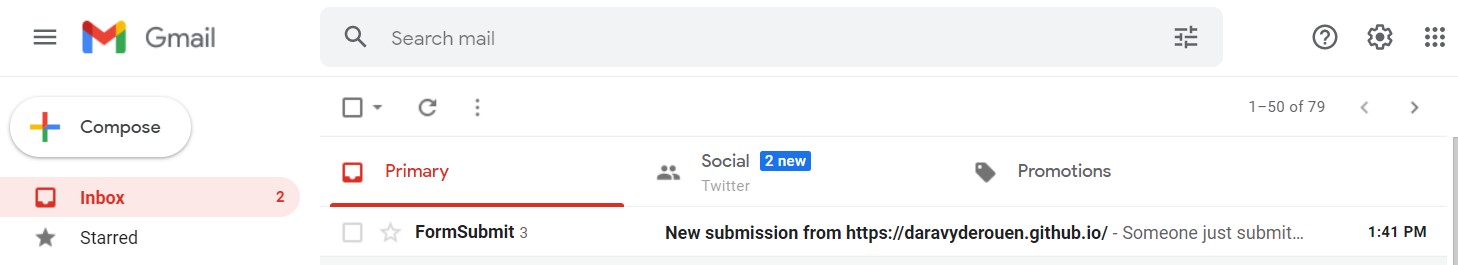 Gmail
Search mail
Compose
1–50 of 79
Primary
Social 2 new
Twitter
Promotions
Inbox 2
Starred
FormSubmit 3 New submission from https://daravyderouen.github.io/ - Someone just submit... 1:41 PM